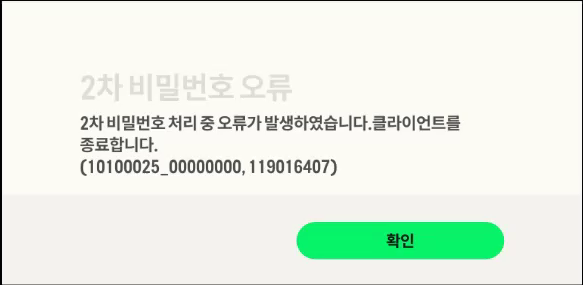 2차 비밀번호 오류
2차 비밀번호 처리 중 오류가 발생하였습니다.클라이언트를
종료합니다.
(10100025_00000000, 119016407)
확인